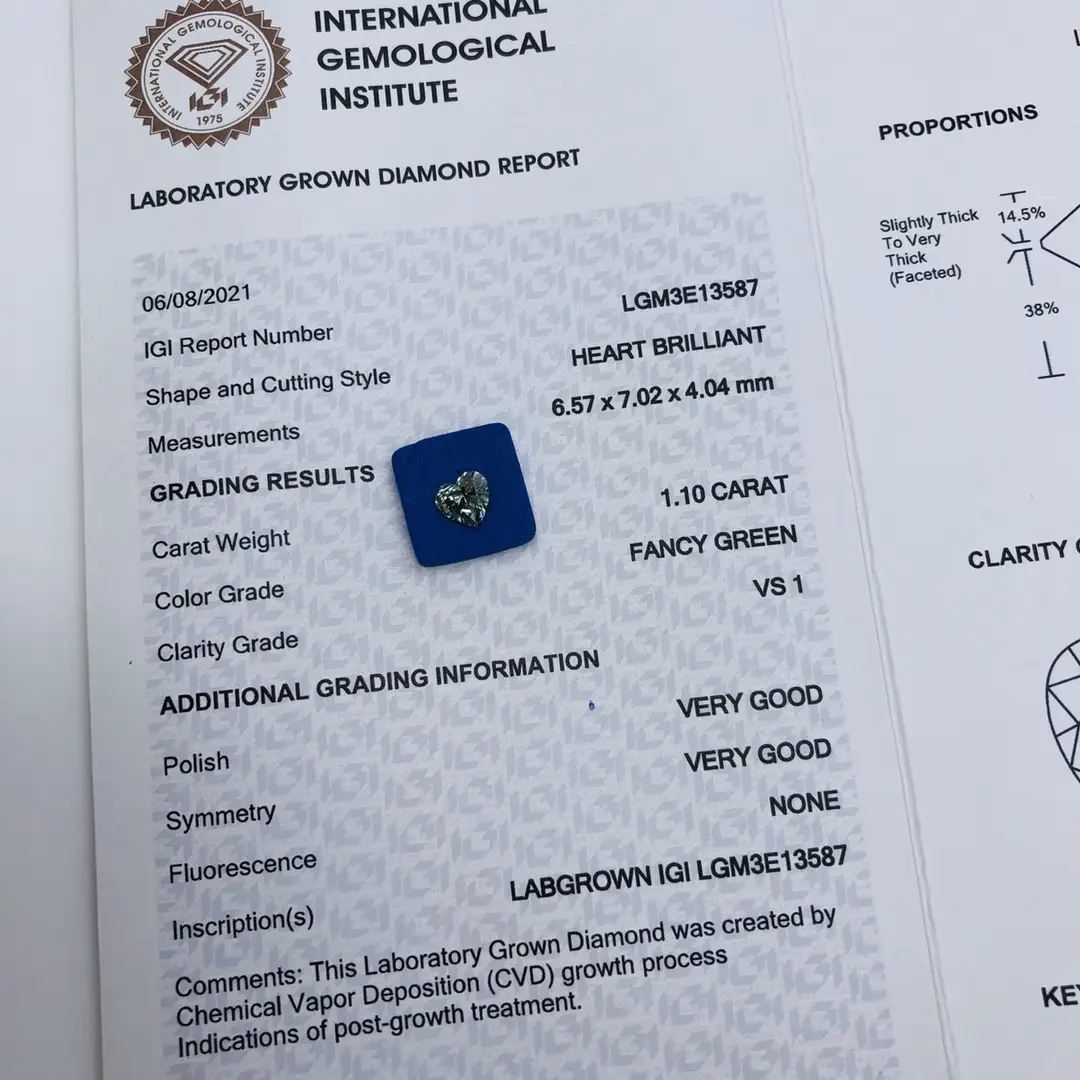 INTERNATIONAL GEMOLOGICAL INSTITUTE
IGI
1975
INTERNATIONAL
GEMOLOGICAL
INSTITUTE
LABORATORY GROWN DIAMOND REPORT
06/08/2021
IGI Report Number LGM3E13587
Shape and Cutting Style HEART BRILLIANT
Measurements 6.57 x 7.02 x 4.04 mm
GRADING RESULTS
Carat Weight 1.10 CARAT
Color Grade FANCY GREEN
Clarity Grade VS 1
ADDITIONAL GRADING INFORMATION
Polish VERY GOOD
Symmetry VERY GOOD
Fluorescence NONE
Inscription(s) LABGROWN IGI LGM3E13587
Comments: This Laboratory Grown Diamond was created by
Chemical Vapor Deposition (CVD) growth process
Indications of post-growth treatment.
PROPORTIONS
Slightly Thick
To Very
Thick
(Faceted)
14.5%
38%
CLARITY